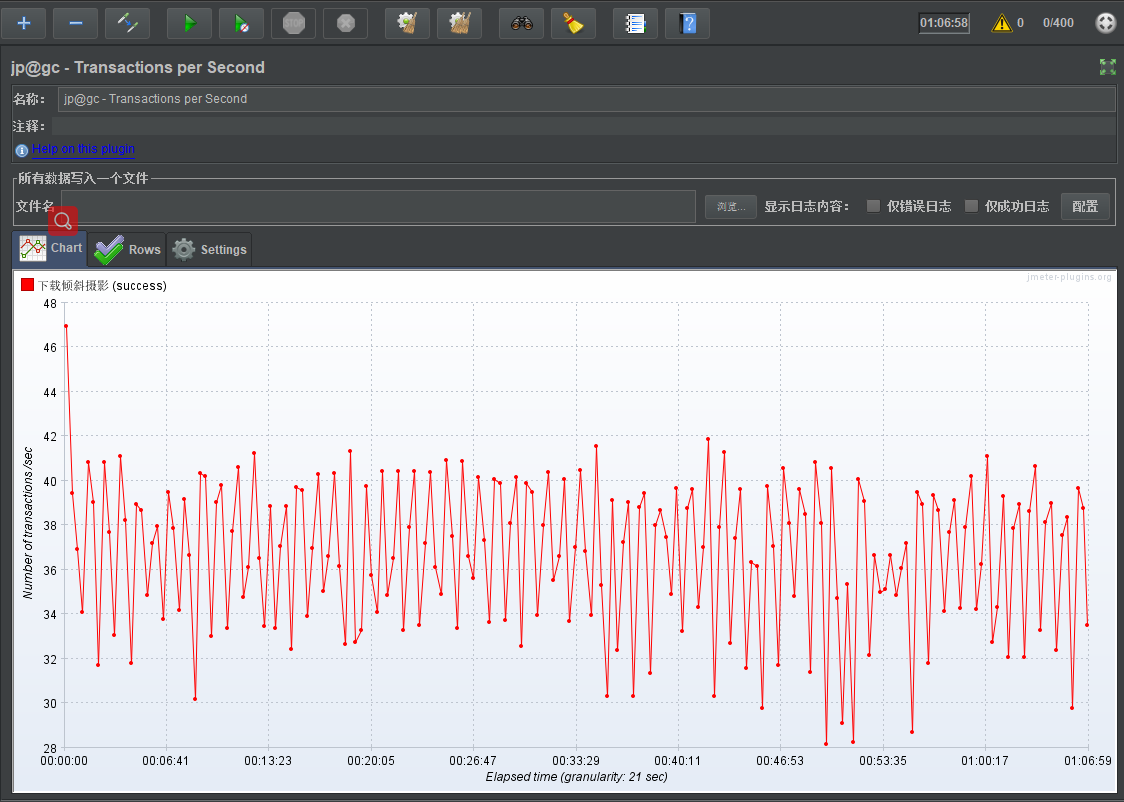 STOP
01:06:58 0 0/400
jp@gc - Transactions per Second
名称： jp@gc - Transactions per Second
注释：
Help on this plugin
所有数据写入一个文件
文件名 浏览... 显示日志内容： 仅错误日志 仅成功日志 配置
Chart Rows Settings
jmeter-plugins.org
下载倾斜摄影 (success)
48
46
44
42
40
38
36
34
32
30
28
Number of transactions /sec
00:00:00 00:06:41 00:13:23 00:20:05 00:26:47 00:33:29 00:40:11 00:46:53 00:53:35 01:00:17 01:06:59
Elapsed time (granularity: 21 sec)